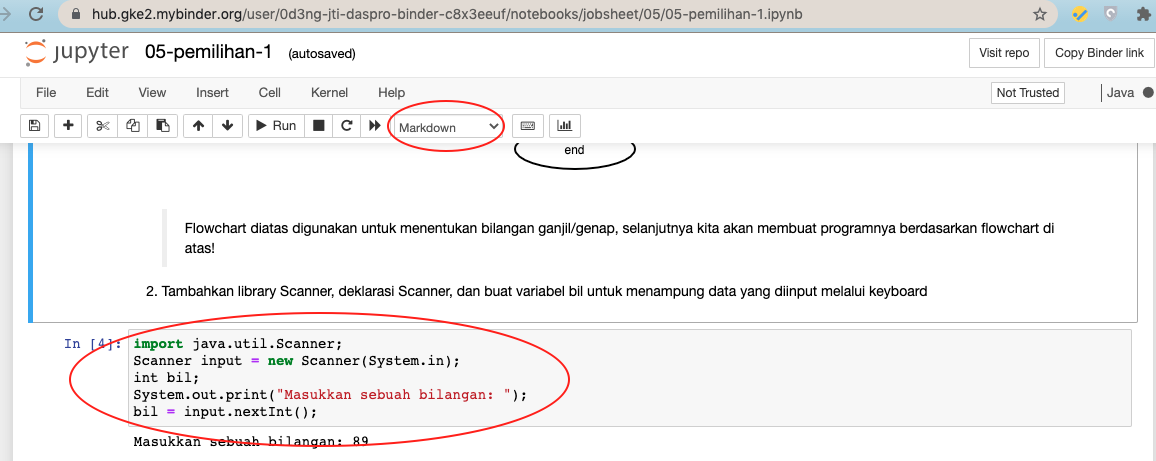 hub.gke2.mybinder.org/user/0d3ng-jti-daspro-binder-c8x3eeuf/notebooks/jobsheet/05/05-pemilihan-1.ipynb
jupyter 05-pemilihan-1 (autosaved) Visit repo Copy Binder link
File Edit View Insert Cell Kernel Help Not Trusted Java
Run Markdown
end
Flowchart diatas digunakan untuk menentukan bilangan ganjil/genap, selanjutnya kita akan membuat programnya berdasarkan flowchart di
atas!
2. Tambahkan library Scanner, deklarasi Scanner, dan buat variabel bil untuk menampung data yang diinput melalui keyboard
In [4]: import java.util.Scanner;
Scanner input = new Scanner(System.in);
int bil;
System.out.print("Masukkan sebuah bilangan: ");
bil = input.nextInt();
Masukkan sebuah bilangan: 89